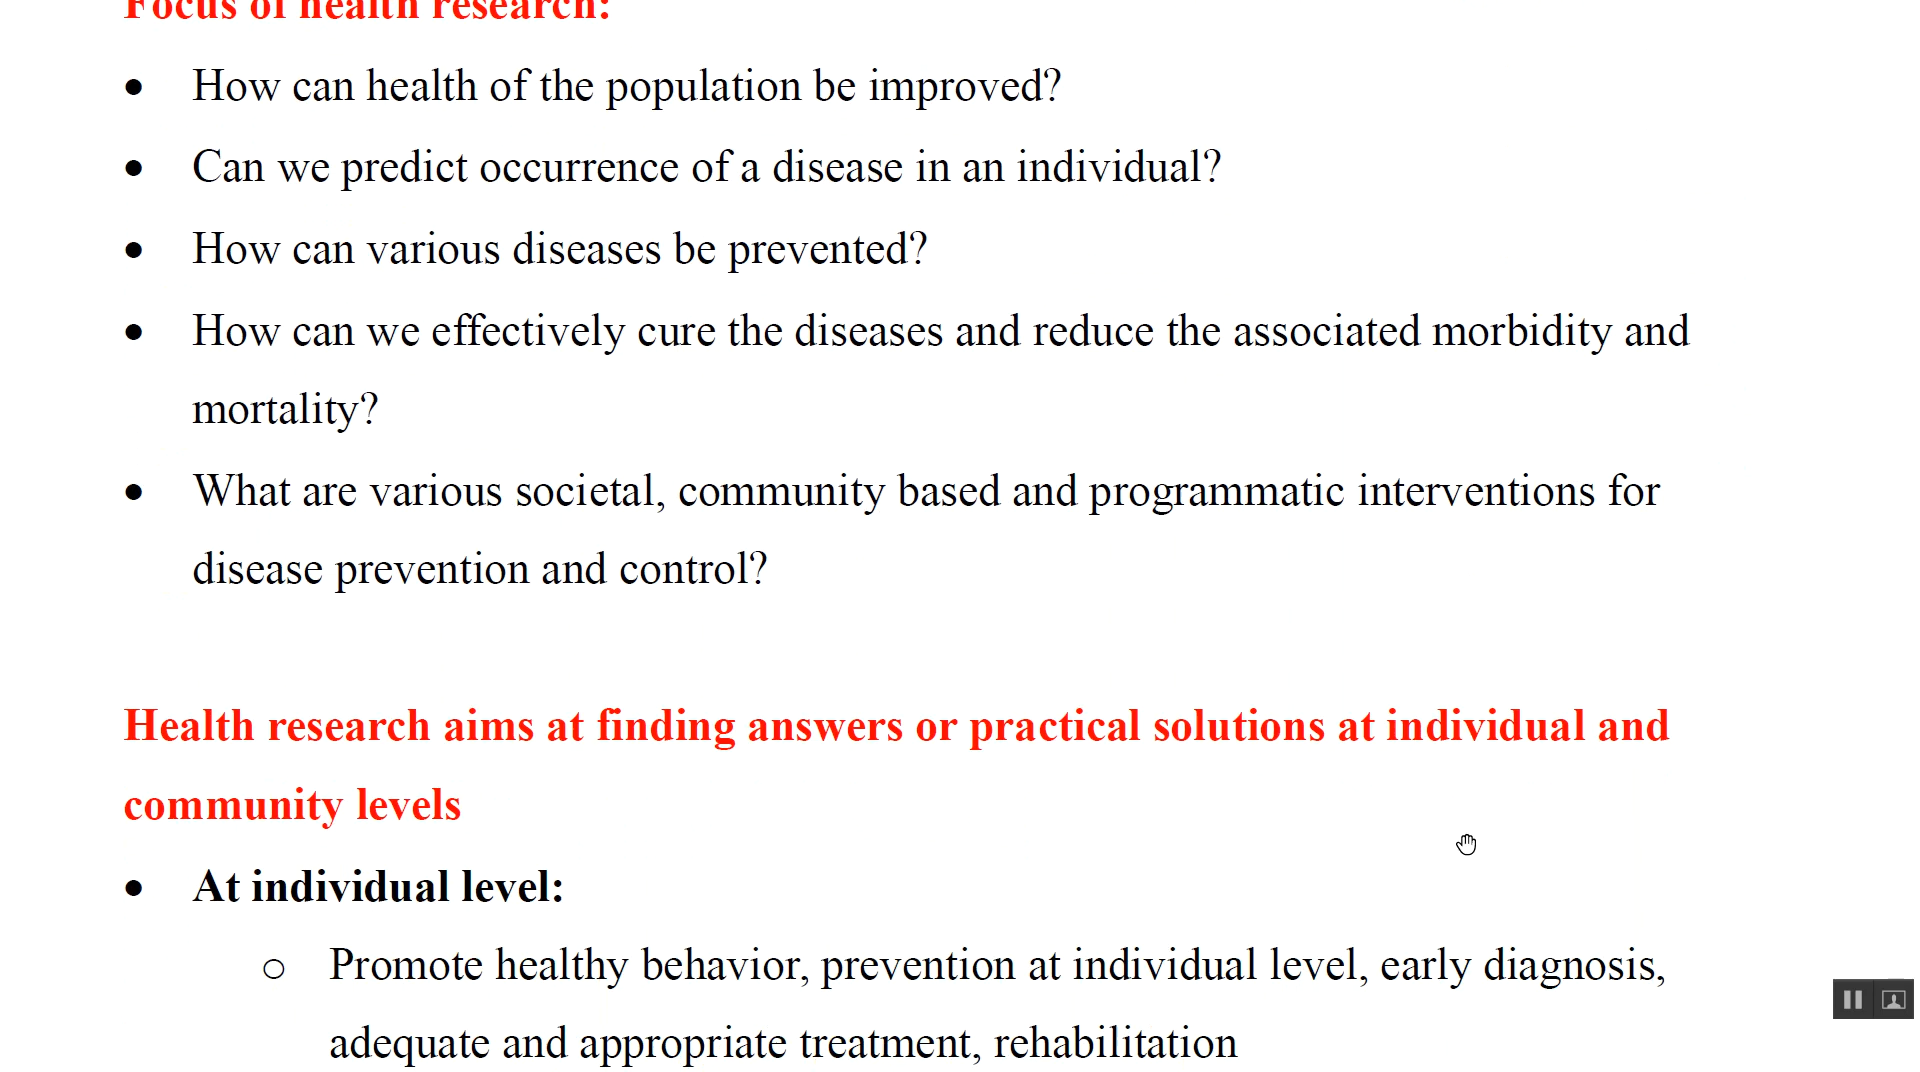 Focus of health research:
• How can health of the population be improved?
• Can we predict occurrence of a disease in an individual?
• How can various diseases be prevented?
• How can we effectively cure the diseases and reduce the associated morbidity and
mortality?
• What are various societal, community based and programmatic interventions for
disease prevention and control?
Health research aims at finding answers or practical solutions at individual and
community levels
• At individual level:
o Promote healthy behavior, prevention at individual level, early diagnosis,
adequate and appropriate treatment, rehabilitation